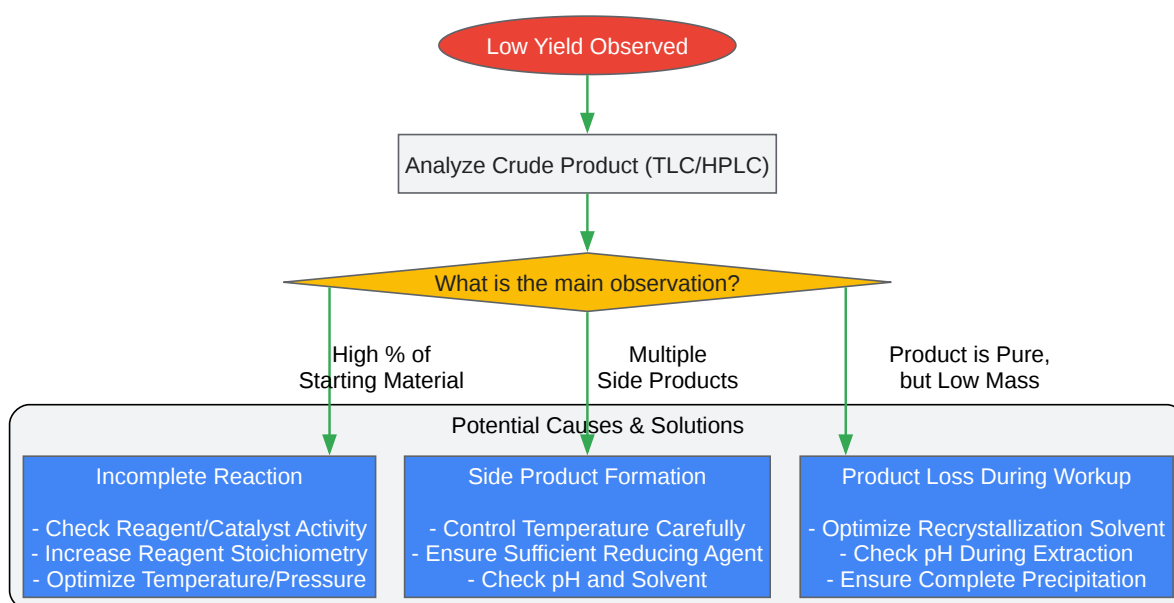 Low Yield Observed
Analyze Crude Product (TLC/HPLC)
What is the main observation?
High % of
Starting Material
Multiple
Side Products
Product is Pure,
but Low Mass
Potential Causes & Solutions
Incomplete Reaction
- Check Reagent/Catalyst Activity
- Increase Reagent Stoichiometry
- Optimize Temperature/Pressure
Side Product Formation
- Control Temperature Carefully
- Ensure Sufficient Reducing Agent
- Check pH and Solvent
Product Loss During Workup
- Optimize Recrystallization Solvent
- Check pH During Extraction
- Ensure Complete Precipitation